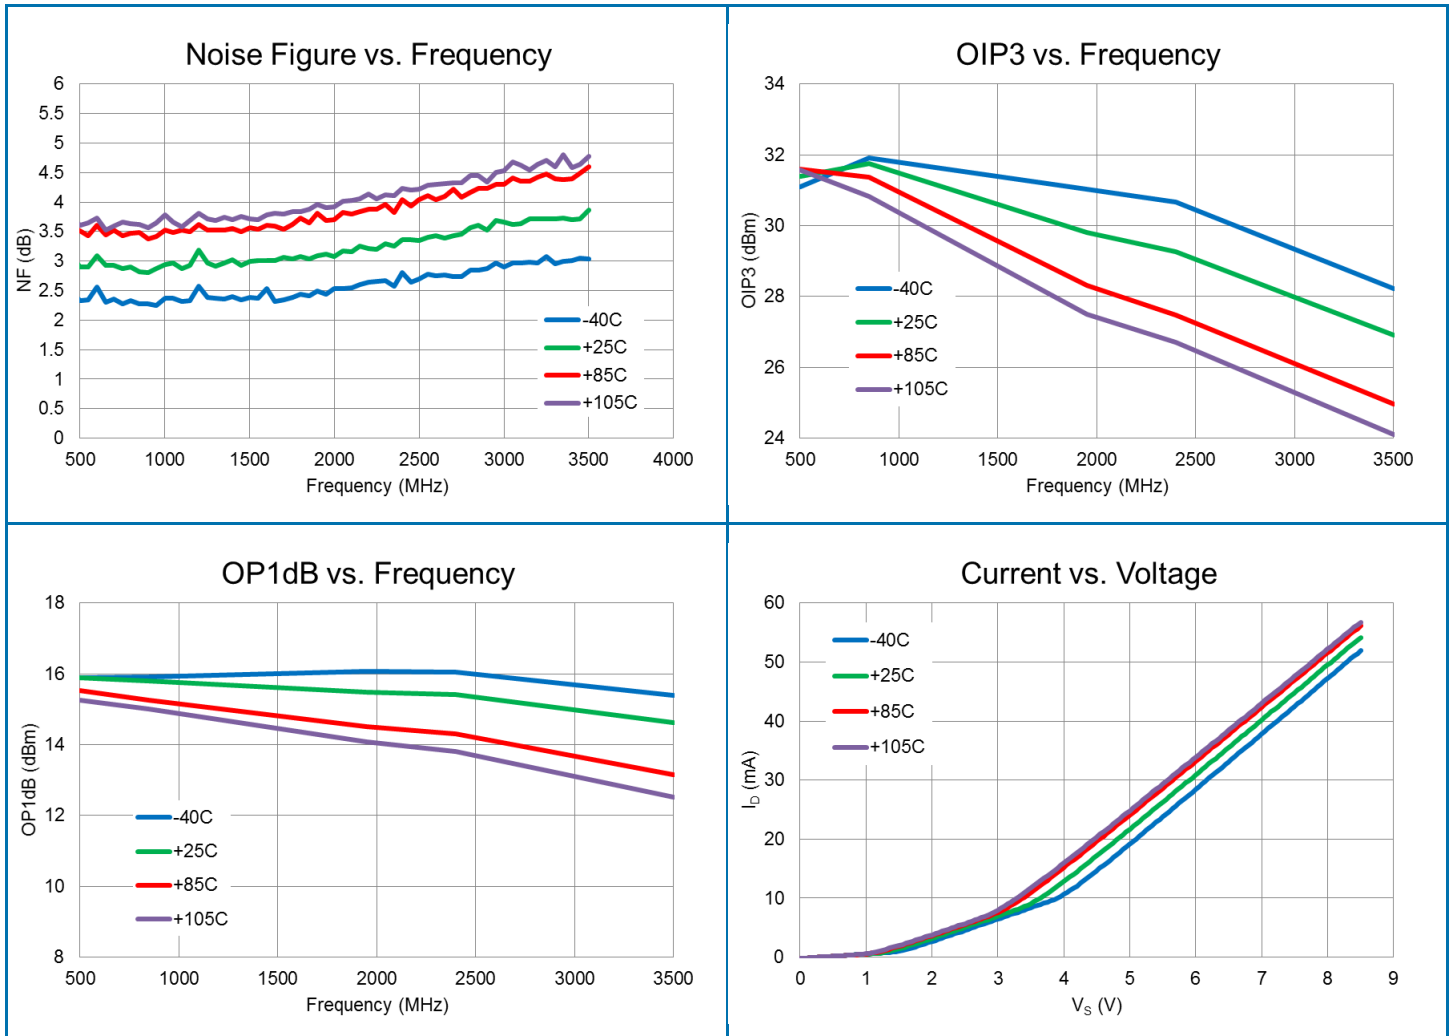 Noise Figure vs. Frequency
6
5.5
5
4.5
4
3.5
3
2.5
2
1.5
1
0.5
0
NF (dB)
-40C
+25C
+85C
+105C
500 1000 1500 2000 2500 3000 3500 4000
Frequency (MHz)
OIP3 vs. Frequency
34
32
30
28
26
24
OIP3 (dBm)
-40C
+25C
+85C
+105C
500 1000 1500 2000 2500 3000 3500
Frequency (MHz)
OP1dB vs. Frequency
18
16
14
12
10
8
OP1dB (dBm)
-40C
+25C
+85C
+105C
500 1000 1500 2000 2500 3000 3500
Frequency (MHz)
Current vs. Voltage
60
50
40
30
20
10
0
I_D (mA)
-40C
+25C
+85C
+105C
0 1 2 3 4 5 6 7 8 9
V_S (V)